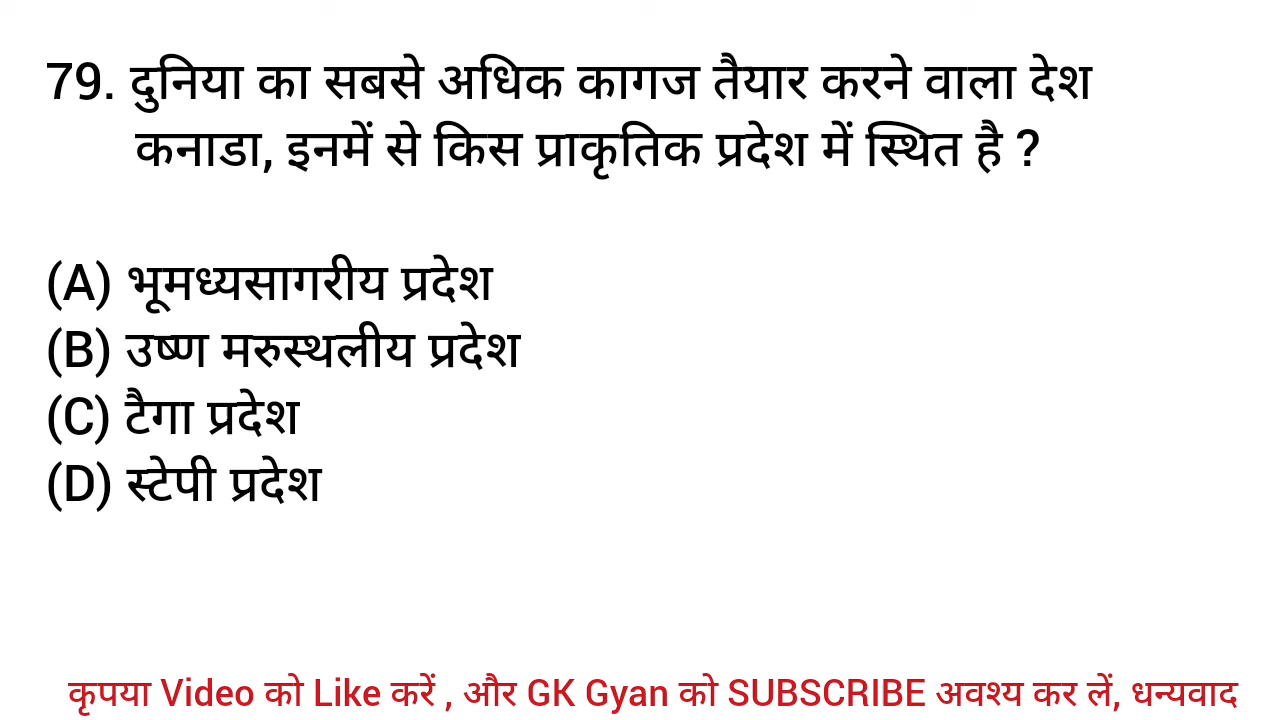 79. दुनिया का सबसे अधिक कागज तैयार करने वाला देश
कनाडा, इनमें से किस प्राकृतिक प्रदेश में स्थित है ?
(A) भूमध्यसागरीय प्रदेश
(B) उष्ण मरुस्थलीय प्रदेश
(C) टैगा प्रदेश
(D) स्टेपी प्रदेश
कृपया Video को Like करें , और GK Gyan को SUBSCRIBE अवश्य कर लें, धन्यवाद